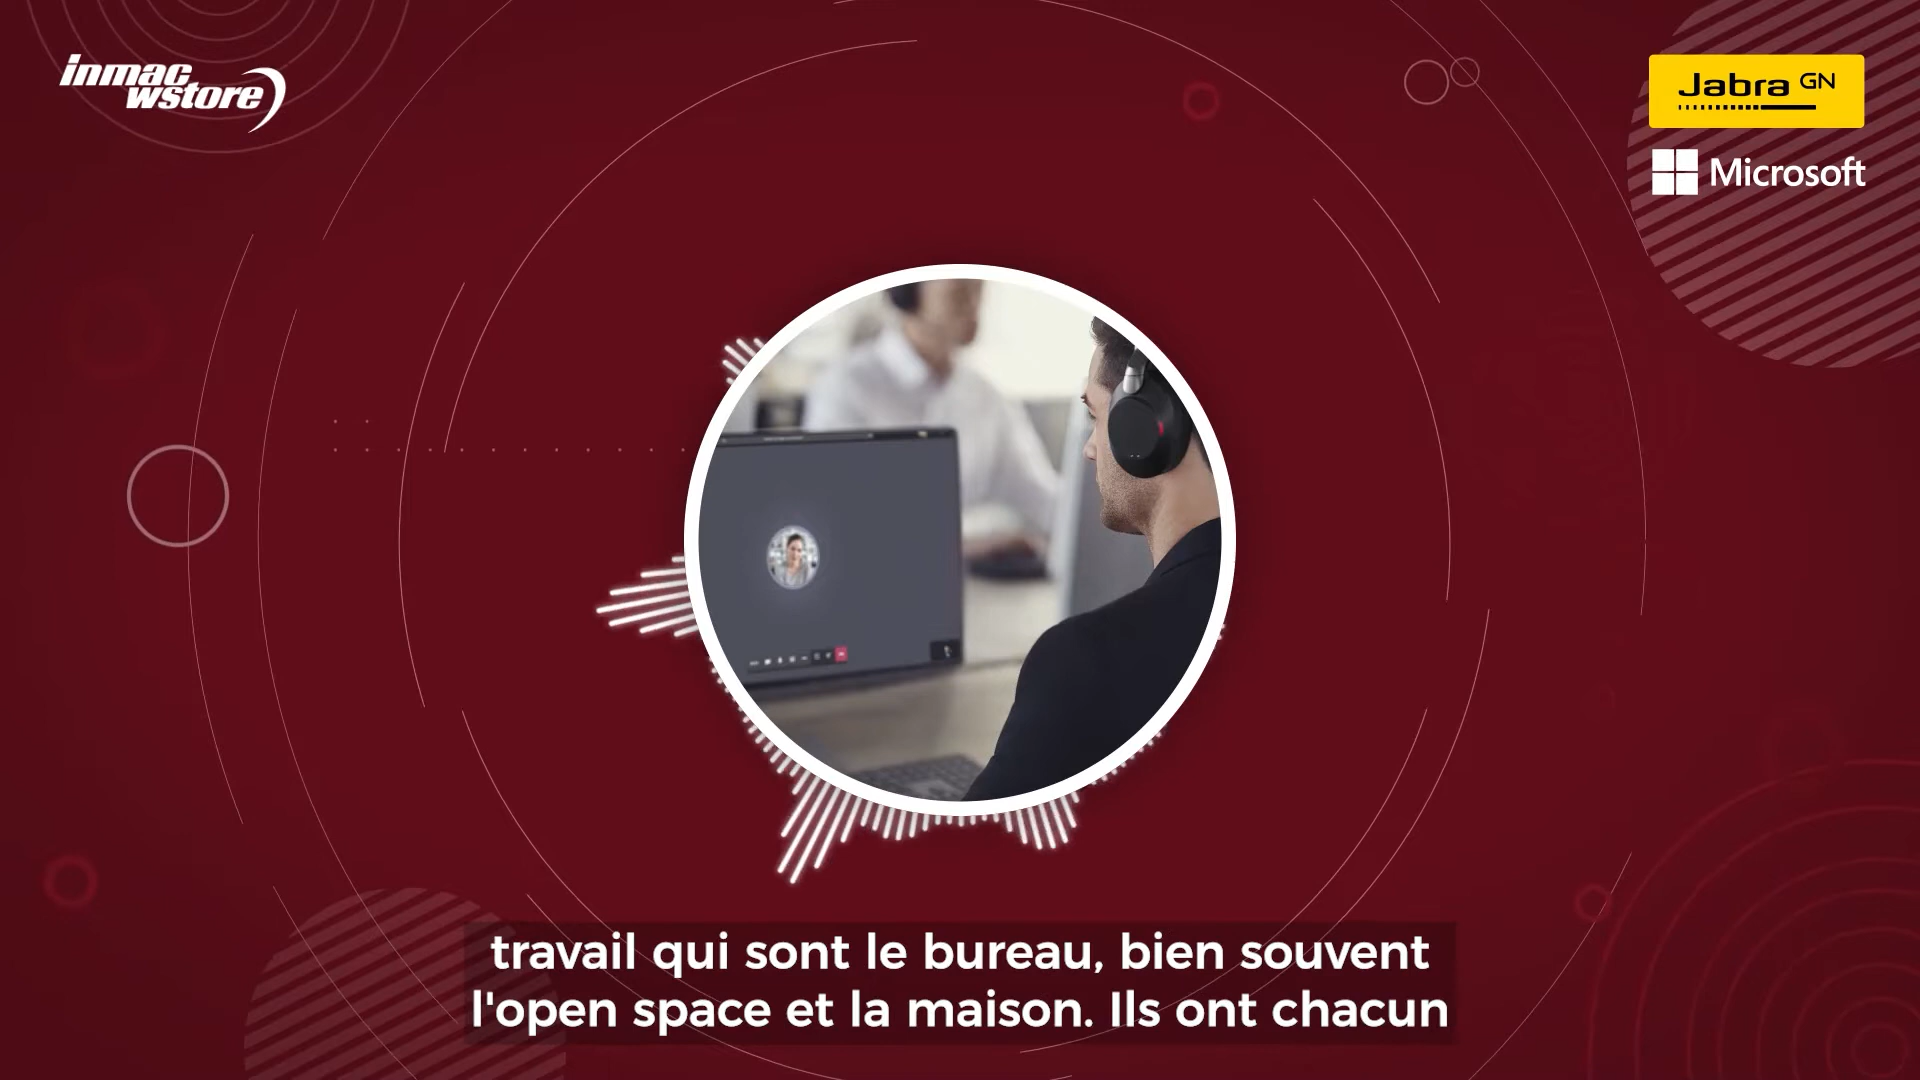 inmac
wstore
Jabra GN
Microsoft
travail qui sont le bureau, bien souvent
l'open space et la maison. Ils ont chacun